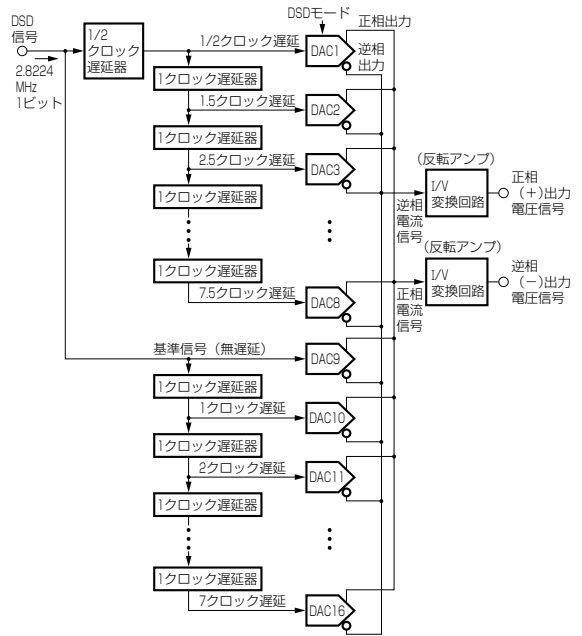 DSD
信号
2.8224
MHz
1ビット
1/2
クロック
遅延器
DSDモード
正相出力
逆相
出力
1/2クロック遅延
DAC1
1クロック遅延器
1.5クロック遅延
DAC2
1クロック遅延器
2.5クロック遅延
DAC3
1クロック遅延器
1クロック遅延器
7.5クロック遅延
DAC8
(反転アンプ)
I/V
変換回路
正相
(+)出力
電圧信号
逆相
電流
信号
(反転アンプ)
I/V
変換回路
逆相
(−)出力
電圧信号
正相
電流
信号
基準信号(無遅延)
DAC9
1クロック遅延器
1クロック遅延
DAC10
1クロック遅延器
2クロック遅延
DAC11
1クロック遅延器
1クロック遅延器
7クロック遅延
DAC16